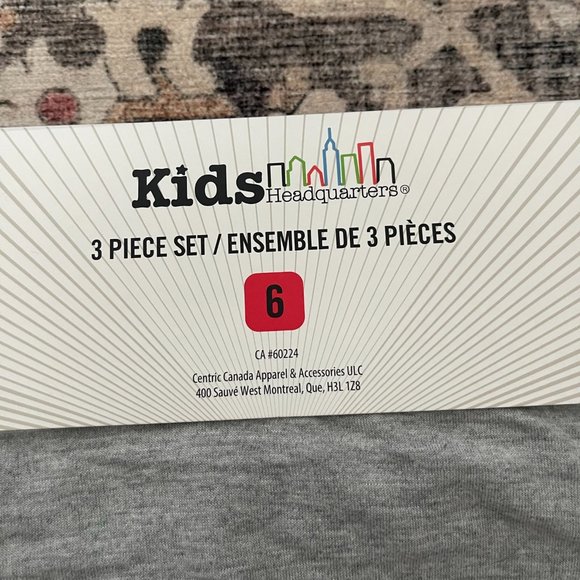 Kids Headquarters®
3 PIECE SET / ENSEMBLE DE 3 PIÈCES
6
CA #60224
Centric Canada Apparel & Accessories ULC
400 Sauvé West Montreal, Que, H3L 1Z8